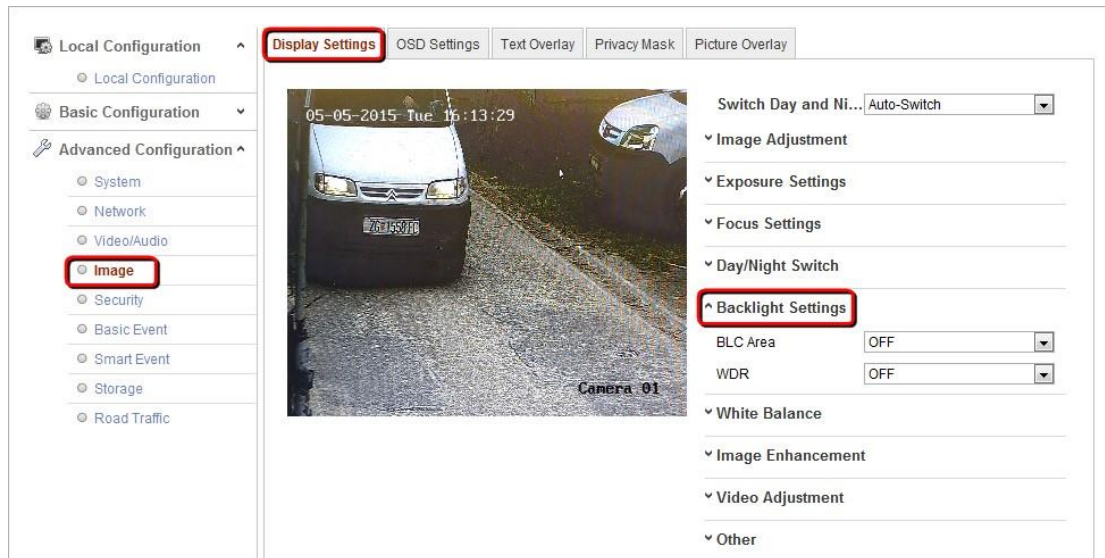 Local Configuration
Local Configuration
Basic Configuration
Advanced Configuration
System
Network
Video/Audio
Image
Security
Basic Event
Smart Event
Storage
Road Traffic
Display Settings
OSD Settings
Text Overlay
Privacy Mask
Picture Overlay
05-05-2015 Tue 16:13:29
ZG 1558 FC
Camera 01
Switch Day and Ni... Auto-Switch
Image Adjustment
Exposure Settings
Focus Settings
Day/Night Switch
Backlight Settings
BLC Area OFF
WDR OFF
White Balance
Image Enhancement
Video Adjustment
Other